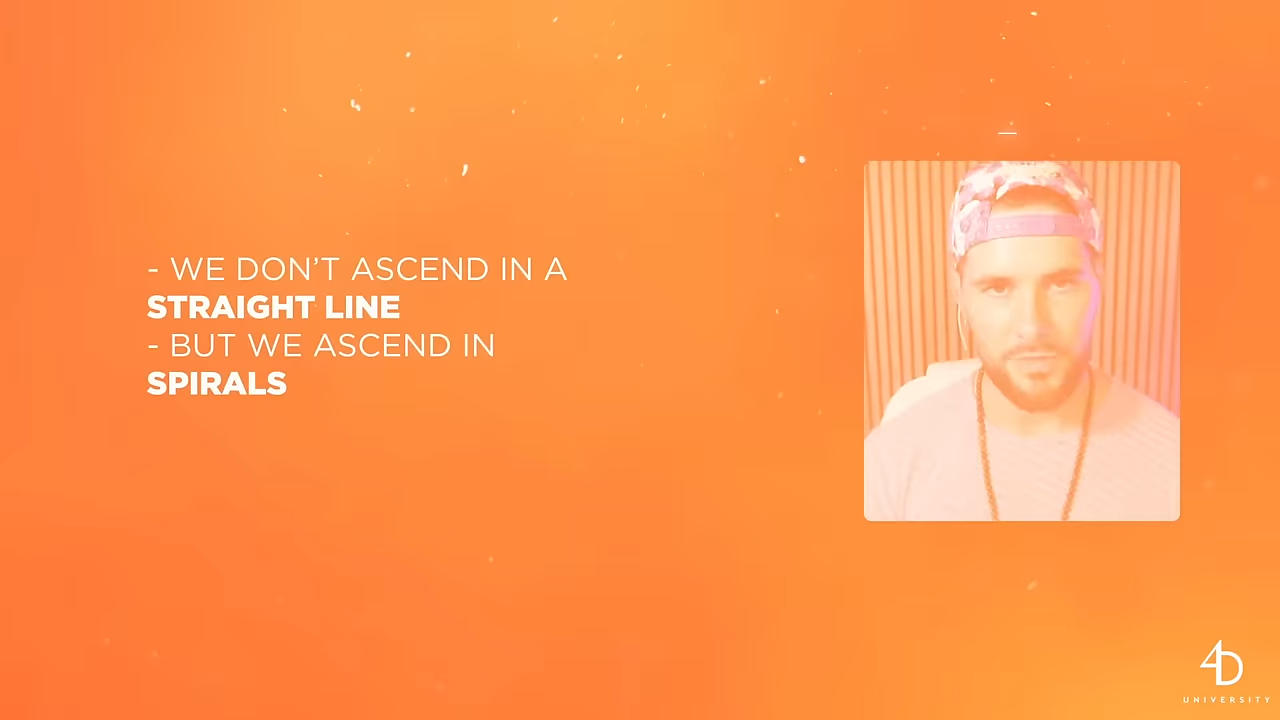 - WE DON'T ASCEND IN A
STRAIGHT LINE
- BUT WE ASCEND IN
SPIRALS
4D
UNIVERSITY